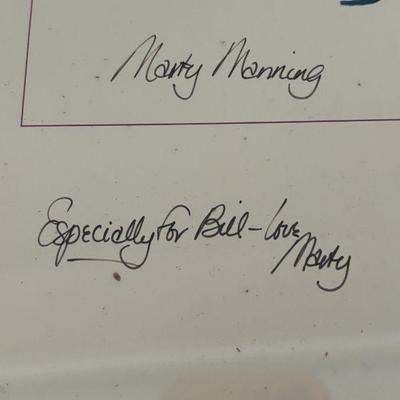 Marty Manning
Especially for Bill - Love,
Marty